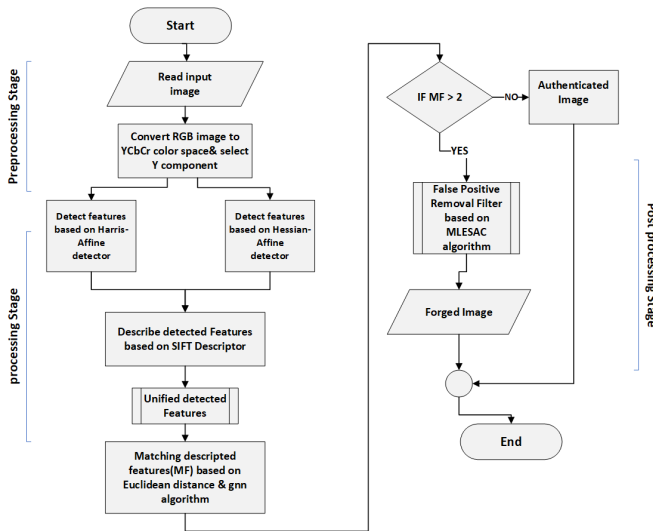 Start
Read input
image
Preprocessing Stage
Convert RGB image to
YCbCr color space& select
Y component
Detect features
based on Harris-
Affine
detector
Detect features
based on Hessian-
Affine
detector
processing Stage
Describe detected Features
based on SIFT Descriptor
Unified detected
Features
Matching descripted
features(MF) based on
Euclidean distance & gnn
algorithm
IF MF > 2
NO
Authenticated
Image
YES
False Positive
Removal Filter
based on
MLESAC
algorithm
Post processing Stage
Forged Image
End